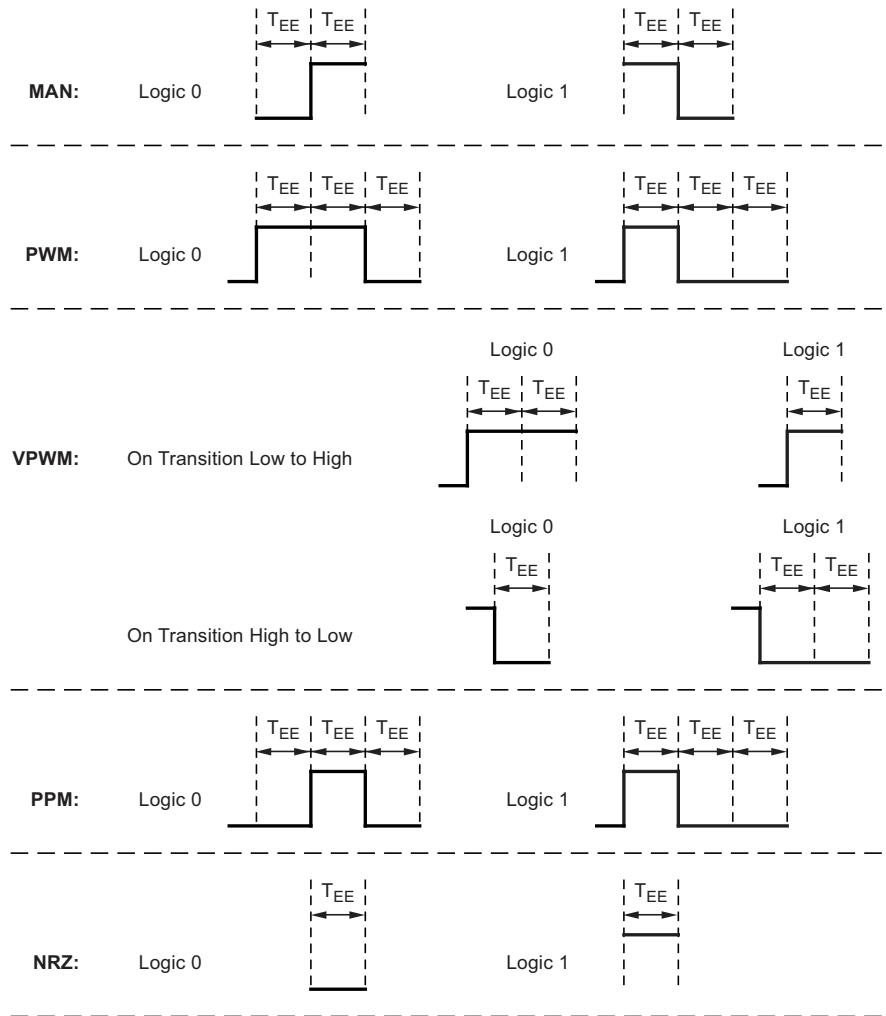 T_EE T_EE T_EE T_EE
MAN: Logic 0 Logic 1
T_EE T_EE T_EE T_EE T_EE T_EE
PWM: Logic 0 Logic 1
Logic 0 Logic 1
T_EE T_EE T_EE
VPWM: On Transition Low to High
Logic 0 Logic 1
T_EE T_EE T_EE
On Transition High to Low
T_EE T_EE T_EE T_EE T_EE T_EE
PPM: Logic 0 Logic 1
T_EE T_EE
NRZ: Logic 0 Logic 1